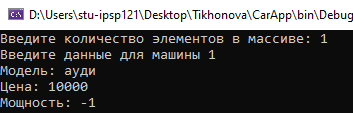 D:\Users\stu-ipsp121\Desktop\Tikhonova\CarApp\bin\Debug
Введите количество элементов в массиве: 1
Введите данные для машины 1
Модель: ауди
Цена: 10000
Мощность: -1